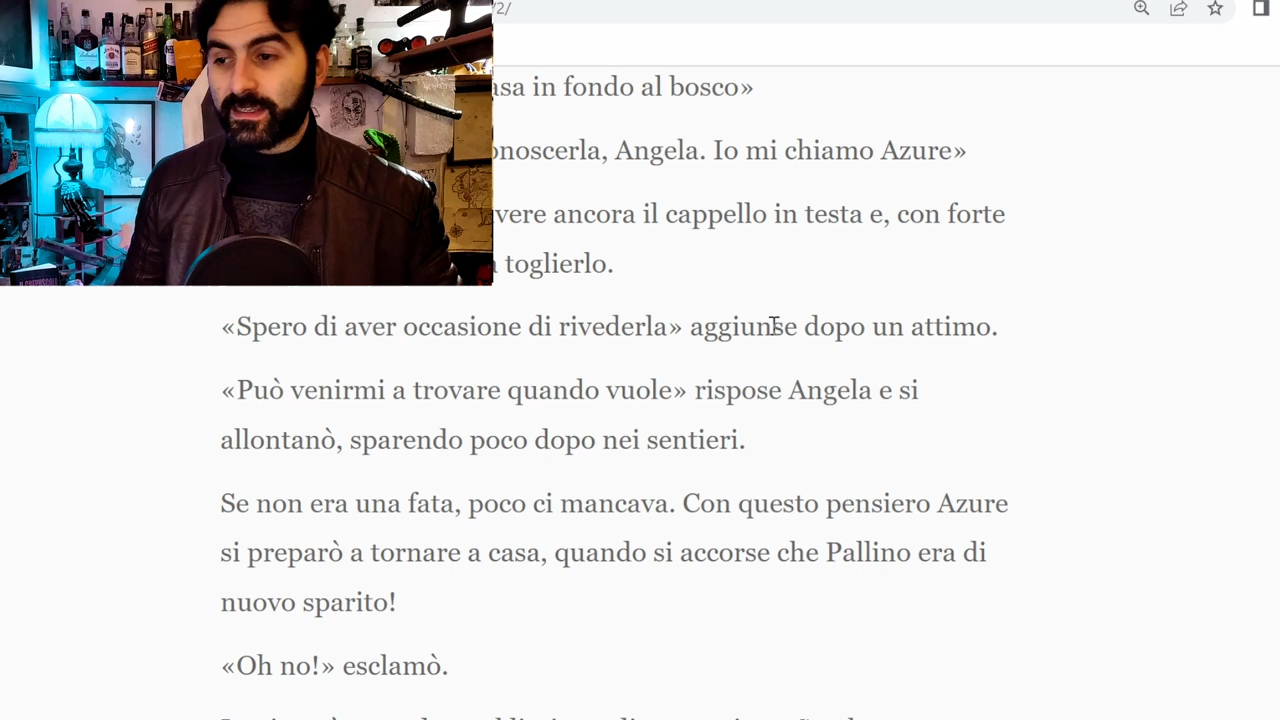 /2/
asa in fondo al bosco»
onoscerla, Angela. Io mi chiamo Azure»
vere ancora il cappello in testa e, con forte
toglierlo.
«Spero di aver occasione di rivederla» aggiunse dopo un attimo.
«Può venirmi a trovare quando vuole» rispose Angela e si
allontanò, sparendo poco dopo nei sentieri.
Se non era una fata, poco ci mancava. Con questo pensiero Azure
si preparò a tornare a casa, quando si accorse che Pallino era di
nuovo sparito!
«Oh no!» esclamò.